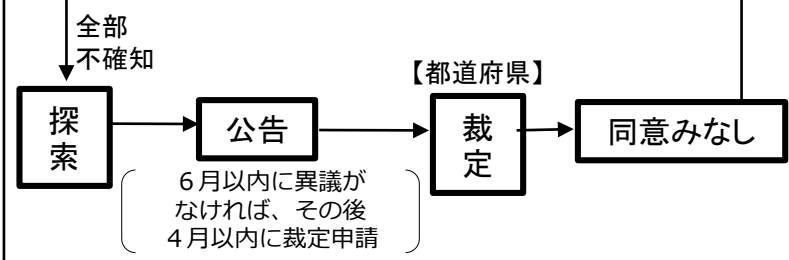 全部
不確知
【都道府県】
探
索
公告
裁
定
同意みなし
６月以内に異議が
なければ、その後
４月以内に裁定申請